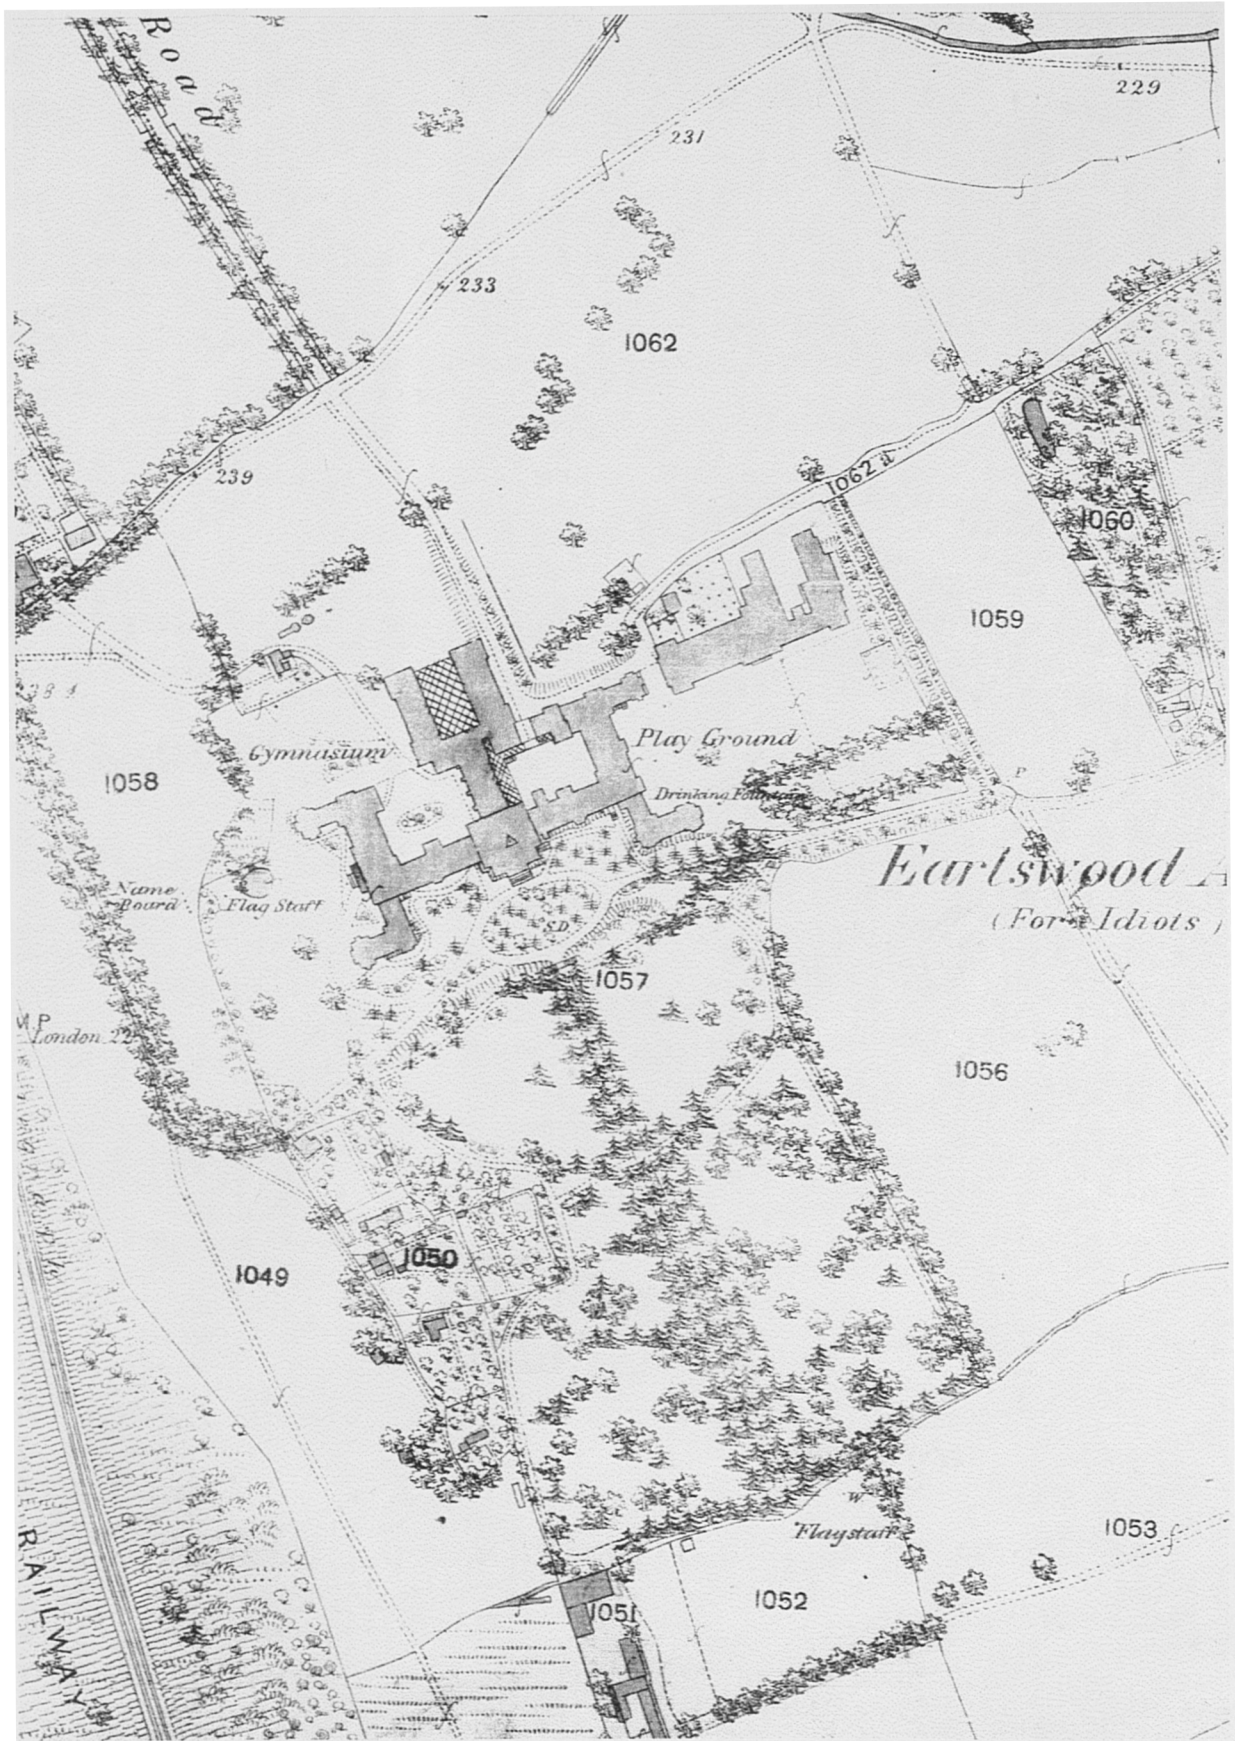 Road
229
231
233
1062
239
1062 a
1060
1059
384
Gymnasium
Play Ground
1058
P
Drinking Fountain
Earlswood A
(For Idiots)
Name
Board
Flag Staff
S.D
1057
M P
London 22
1056
1050
1049
W
Flagstaff
1053
1051
1052
RAILWAY